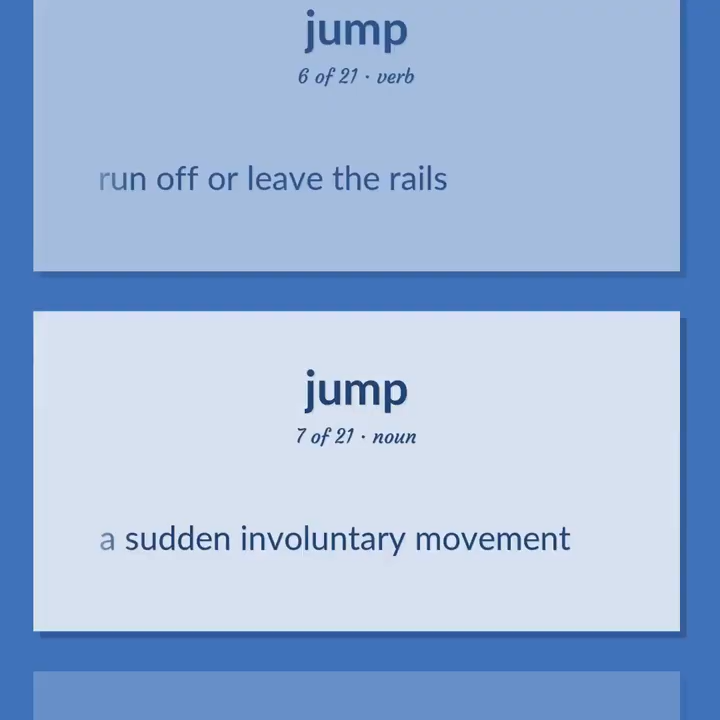 jump
6 of 21 · verb
run off or leave the rails
jump
7 of 21 · noun
a sudden involuntary movement